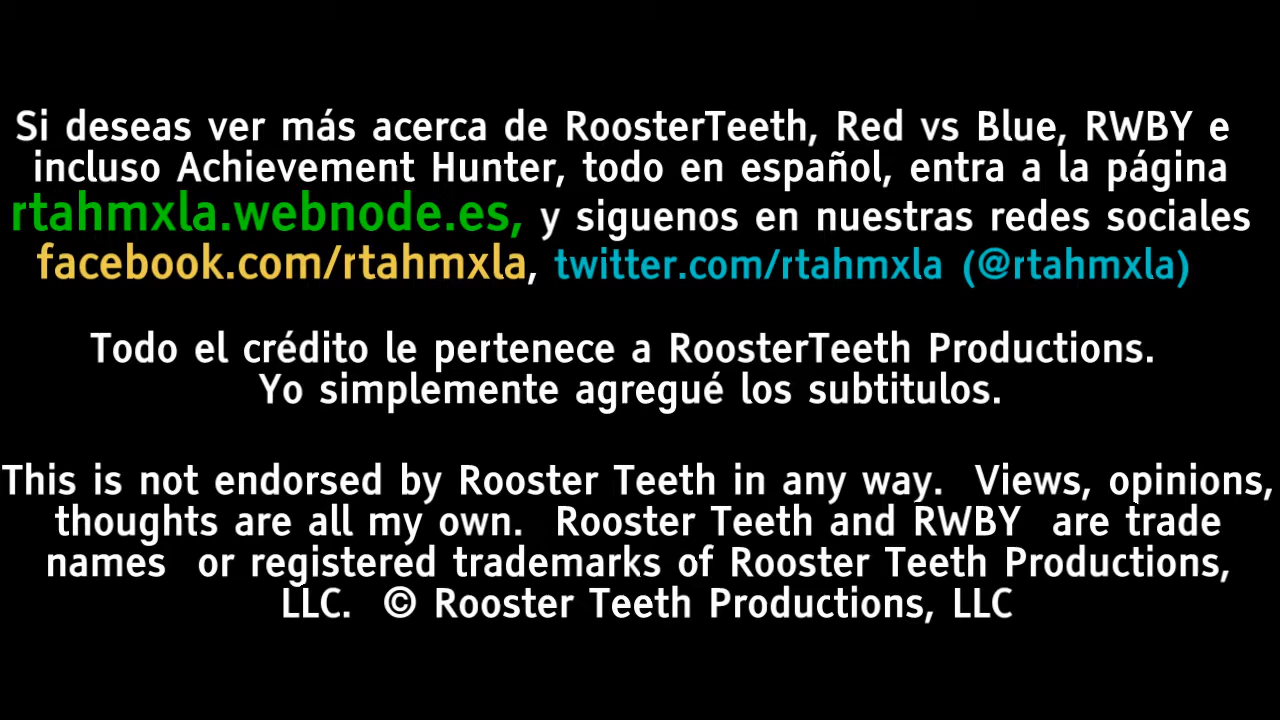 Si deseas ver más acerca de RoosterTeeth, Red vs Blue, RWBY e
incluso Achievement Hunter, todo en español, entra a la página
rtahmxla.webnode.es, y siguenos en nuestras redes sociales
facebook.com/rtahmxla, twitter.com/rtahmxla (@rtahmxla)
Todo el crédito le pertenece a RoosterTeeth Productions.
Yo simplemente agregué los subtitulos.
This is not endorsed by Rooster Teeth in any way.  Views, opinions,
thoughts are all my own.  Rooster Teeth and RWBY  are trade
names  or registered trademarks of Rooster Teeth Productions,
LLC.  © Rooster Teeth Productions, LLC